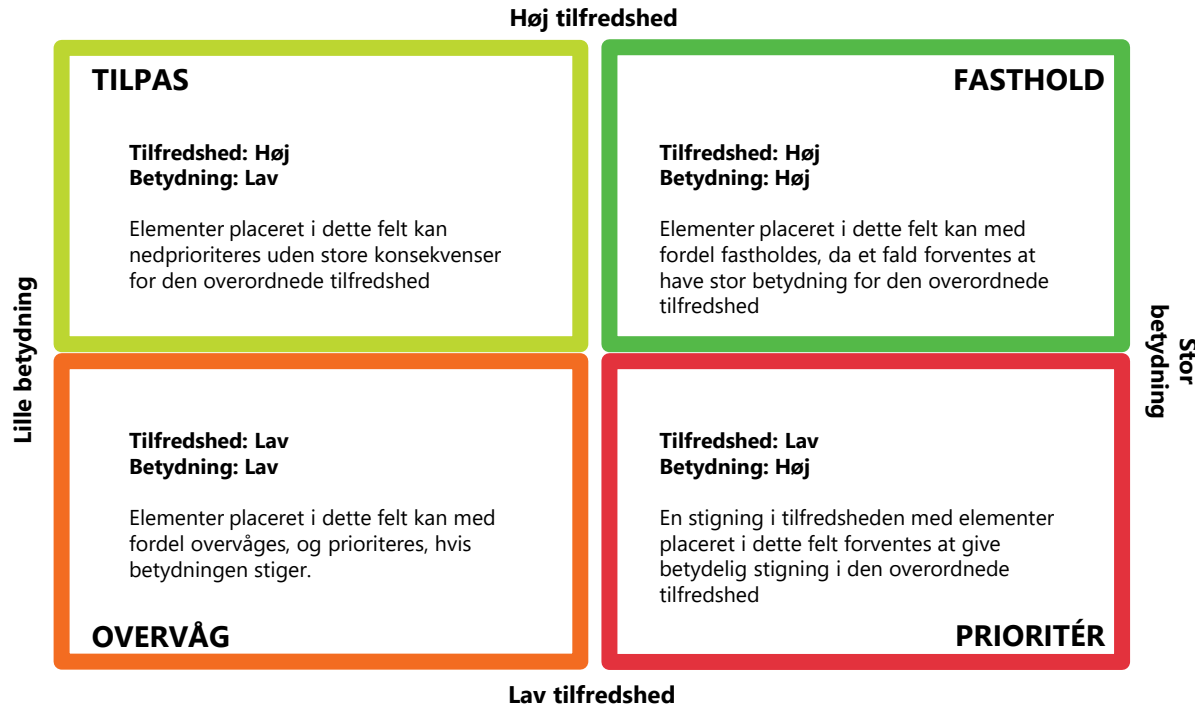 Høj tilfredshed
TILPAS
Tilfredshed: Høj
Betydning: Lav
Elementer placeret i dette felt kan
nedprioriteres uden store konsekvenser
for den overordnede tilfredshed
FASTHOLD
Tilfredshed: Høj
Betydning: Høj
Elementer placeret i dette felt kan med
fordel fastholdes, da et fald forventes at
have stor betydning for den overordnede
tilfredshed
Lille betydning
Stor
betydning
Tilfredshed: Lav
Betydning: Lav
Elementer placeret i dette felt kan med
fordel overvåges, og prioriteres, hvis
betydningen stiger.
OVERVÅG
Tilfredshed: Lav
Betydning: Høj
En stigning i tilfredsheden med elementer
placeret i dette felt forventes at give
betydelig stigning i den overordnede
tilfredshed
PRIORITÉR
Lav tilfredshed